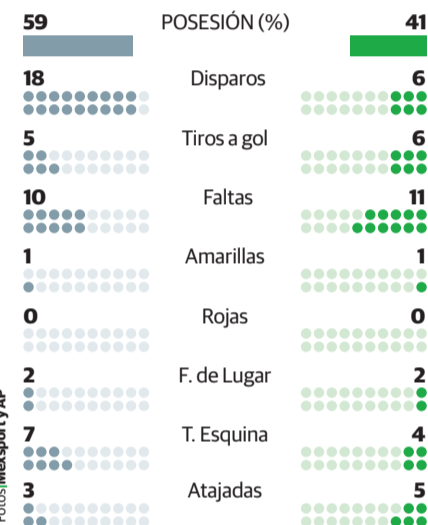 59 POSESIÓN (%) 41
18 Disparos 6
5 Tiros a gol 6
10 Faltas 11
1 Amarillas 1
0 Rojas 0
2 F. de Lugar 2
7 T. Esquina 4
3 Atajadas 5
Fotos|Mexsport y AP